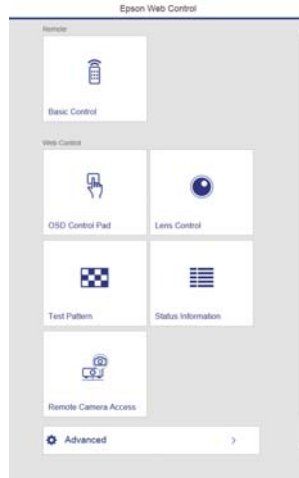 Epson Web Control
Remote
Basic Control
Web Control
OSD Control Pad
Lens Control
Test Pattern
Status Information
Remote Camera Access
Advanced